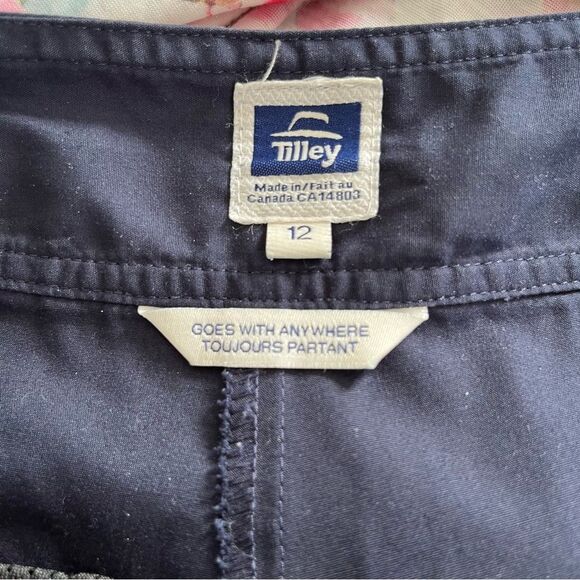 Tilley
Made in/Fait au
Canada CA14803
12
GOES WITH ANYWHERE
TOUJOURS PARTANT